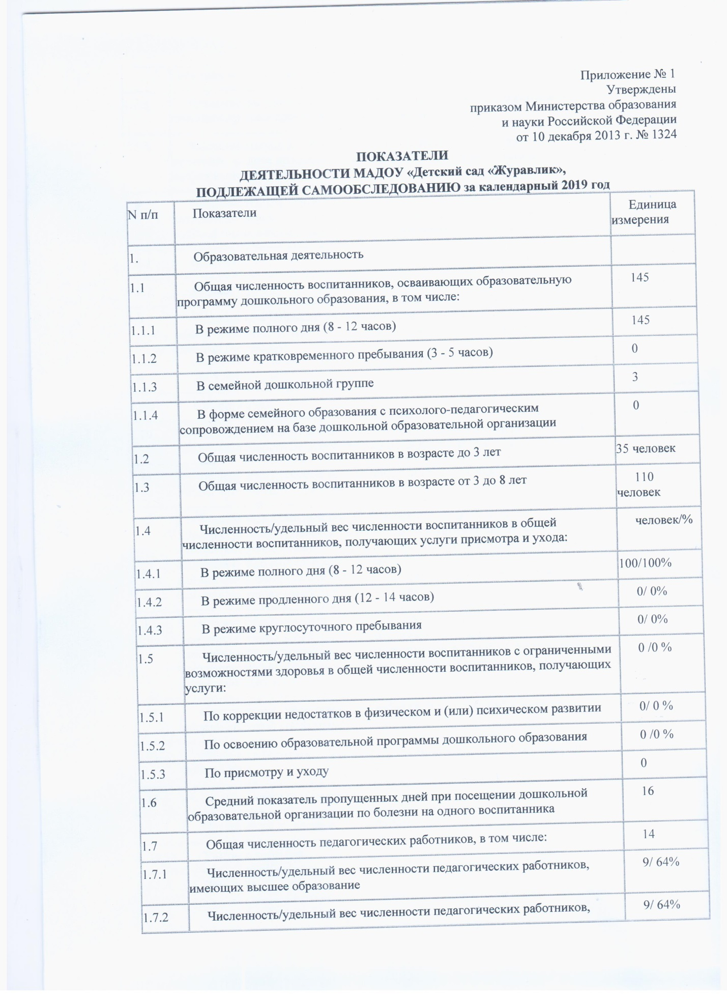 Приложение № 1
Утверждены
приказом Министерства образования
и науки Российской Федерации
от 10 декабря 2013 г. № 1324
ПОКАЗАТЕЛИ
ДЕЯТЕЛЬНОСТИ МАДОУ «Детский сад «Журавлик»,
ПОДЛЕЖАЩЕЙ САМООБСЛЕДОВАНИЮ за календарный 2019 год
N п/п Показатели Единица
измерения
1. Образовательная деятельность
1.1 Общая численность воспитанников, осваивающих образовательную 145
программу дошкольного образования, в том числе:
1.1.1 В режиме полного дня (8 - 12 часов) 145
1.1.2 В режиме кратковременного пребывания (3 - 5 часов) 0
1.1.3 В семейной дошкольной группе 3
1.1.4 В форме семейного образования с психолого-педагогическим 0
сопровождением на базе дошкольной образовательной организации
1.2 Общая численность воспитанников в возрасте до 3 лет 35 человек
1.3 Общая численность воспитанников в возрасте от 3 до 8 лет 110
человек
1.4 Численность/удельный вес численности воспитанников в общей человек/%
численности воспитанников, получающих услуги присмотра и ухода:
1.4.1 В режиме полного дня (8 - 12 часов) 100/100%
1.4.2 В режиме продленного дня (12 - 14 часов) 0/ 0%
1.4.3 В режиме круглосуточного пребывания 0/ 0%
1.5 Численность/удельный вес численности воспитанников с ограниченными 0 /0 %
возможностями здоровья в общей численности воспитанников, получающих
услуги:
1.5.1 По коррекции недостатков в физическом и (или) психическом развитии 0/ 0 %
1.5.2 По освоению образовательной программы дошкольного образования 0 /0 %
1.5.3 По присмотру и уходу 0
1.6 Средний показатель пропущенных дней при посещении дошкольной 16
образовательной организации по болезни на одного воспитанника
1.7 Общая численность педагогических работников, в том числе: 14
1.7.1 Численность/удельный вес численности педагогических работников, 9/ 64%
имеющих высшее образование
1.7.2 Численность/удельный вес численности педагогических работников, 9/ 64%